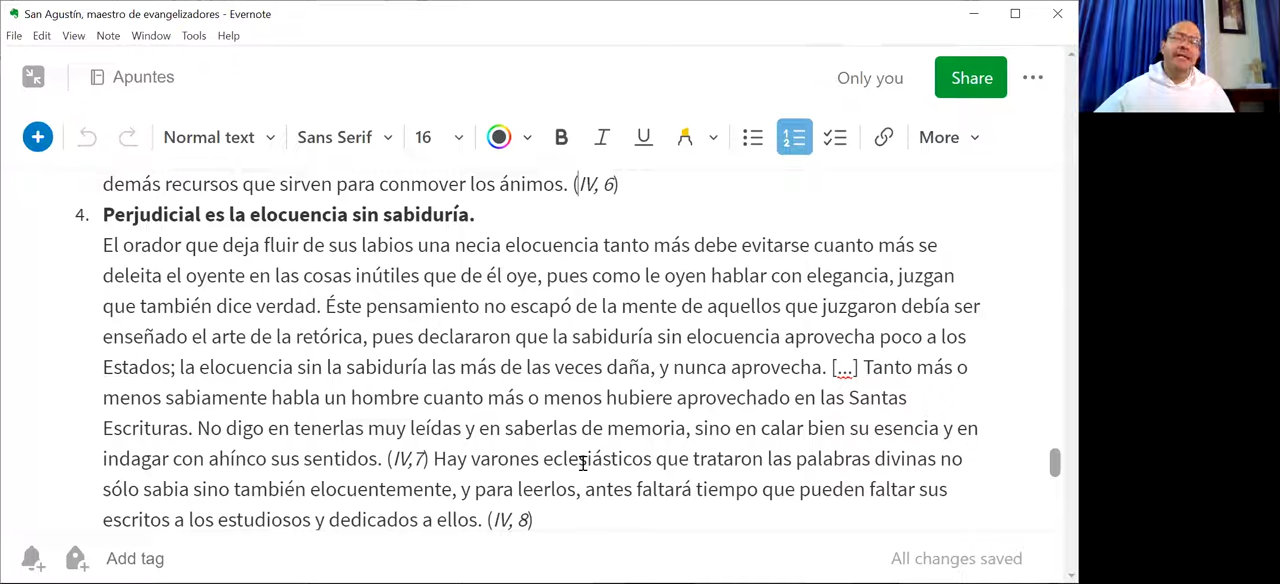 San Agustín, maestro de evangelizadores - Evernote
File Edit View Note Window Tools Help
Apuntes
Only you
Share
Normal text
Sans Serif
16
B I U
More
demás recursos que sirven para conmover los ánimos. (IV, 6)
4. Perjudicial es la elocuencia sin sabiduría.
El orador que deja fluir de sus labios una necia elocuencia tanto más debe evitarse cuanto más se
deleita el oyente en las cosas inútiles que de él oye, pues como le oyen hablar con elegancia, juzgan
que también dice verdad. Éste pensamiento no escapó de la mente de aquellos que juzgaron debía ser
enseñado el arte de la retórica, pues declararon que la sabiduría sin elocuencia aprovecha poco a los
Estados; la elocuencia sin la sabiduría las más de las veces daña, y nunca aprovecha. [...] Tanto más o
menos sabiamente habla un hombre cuanto más o menos hubiere aprovechado en las Santas
Escrituras. No digo en tenerlas muy leídas y en saberlas de memoria, sino en calar bien su esencia y en
indagar con ahínco sus sentidos. (IV,7) Hay varones eclesiásticos que trataron las palabras divinas no
sólo sabia sino también elocuentemente, y para leerlos, antes faltará tiempo que pueden faltar sus
escritos a los estudiosos y dedicados a ellos. (IV, 8)
Add tag
All changes saved